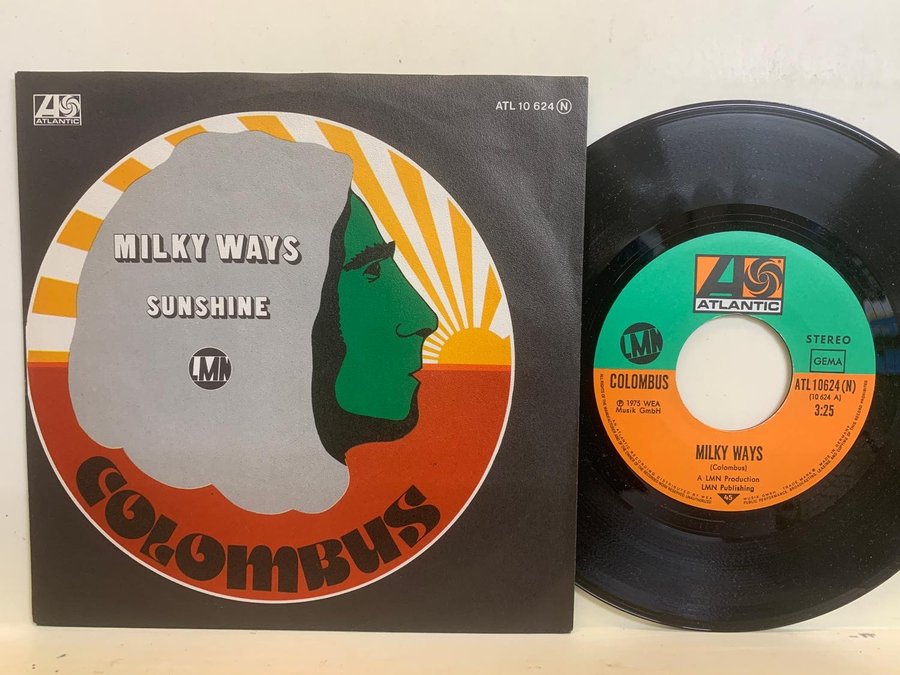 ATLANTIC
ATL 10 624 N
MILKY WAYS
SUNSHINE
LMN
COLOMBUS
ATLANTIC
LMN
STEREO
GEMA
COLOMBUS
ATL10624(N)
(10 624 A)
℗ 1975 WEA
Musik GmbH
3:25
MILKY WAYS
(Colombus)
A LMN Production
LMN Publishing
45